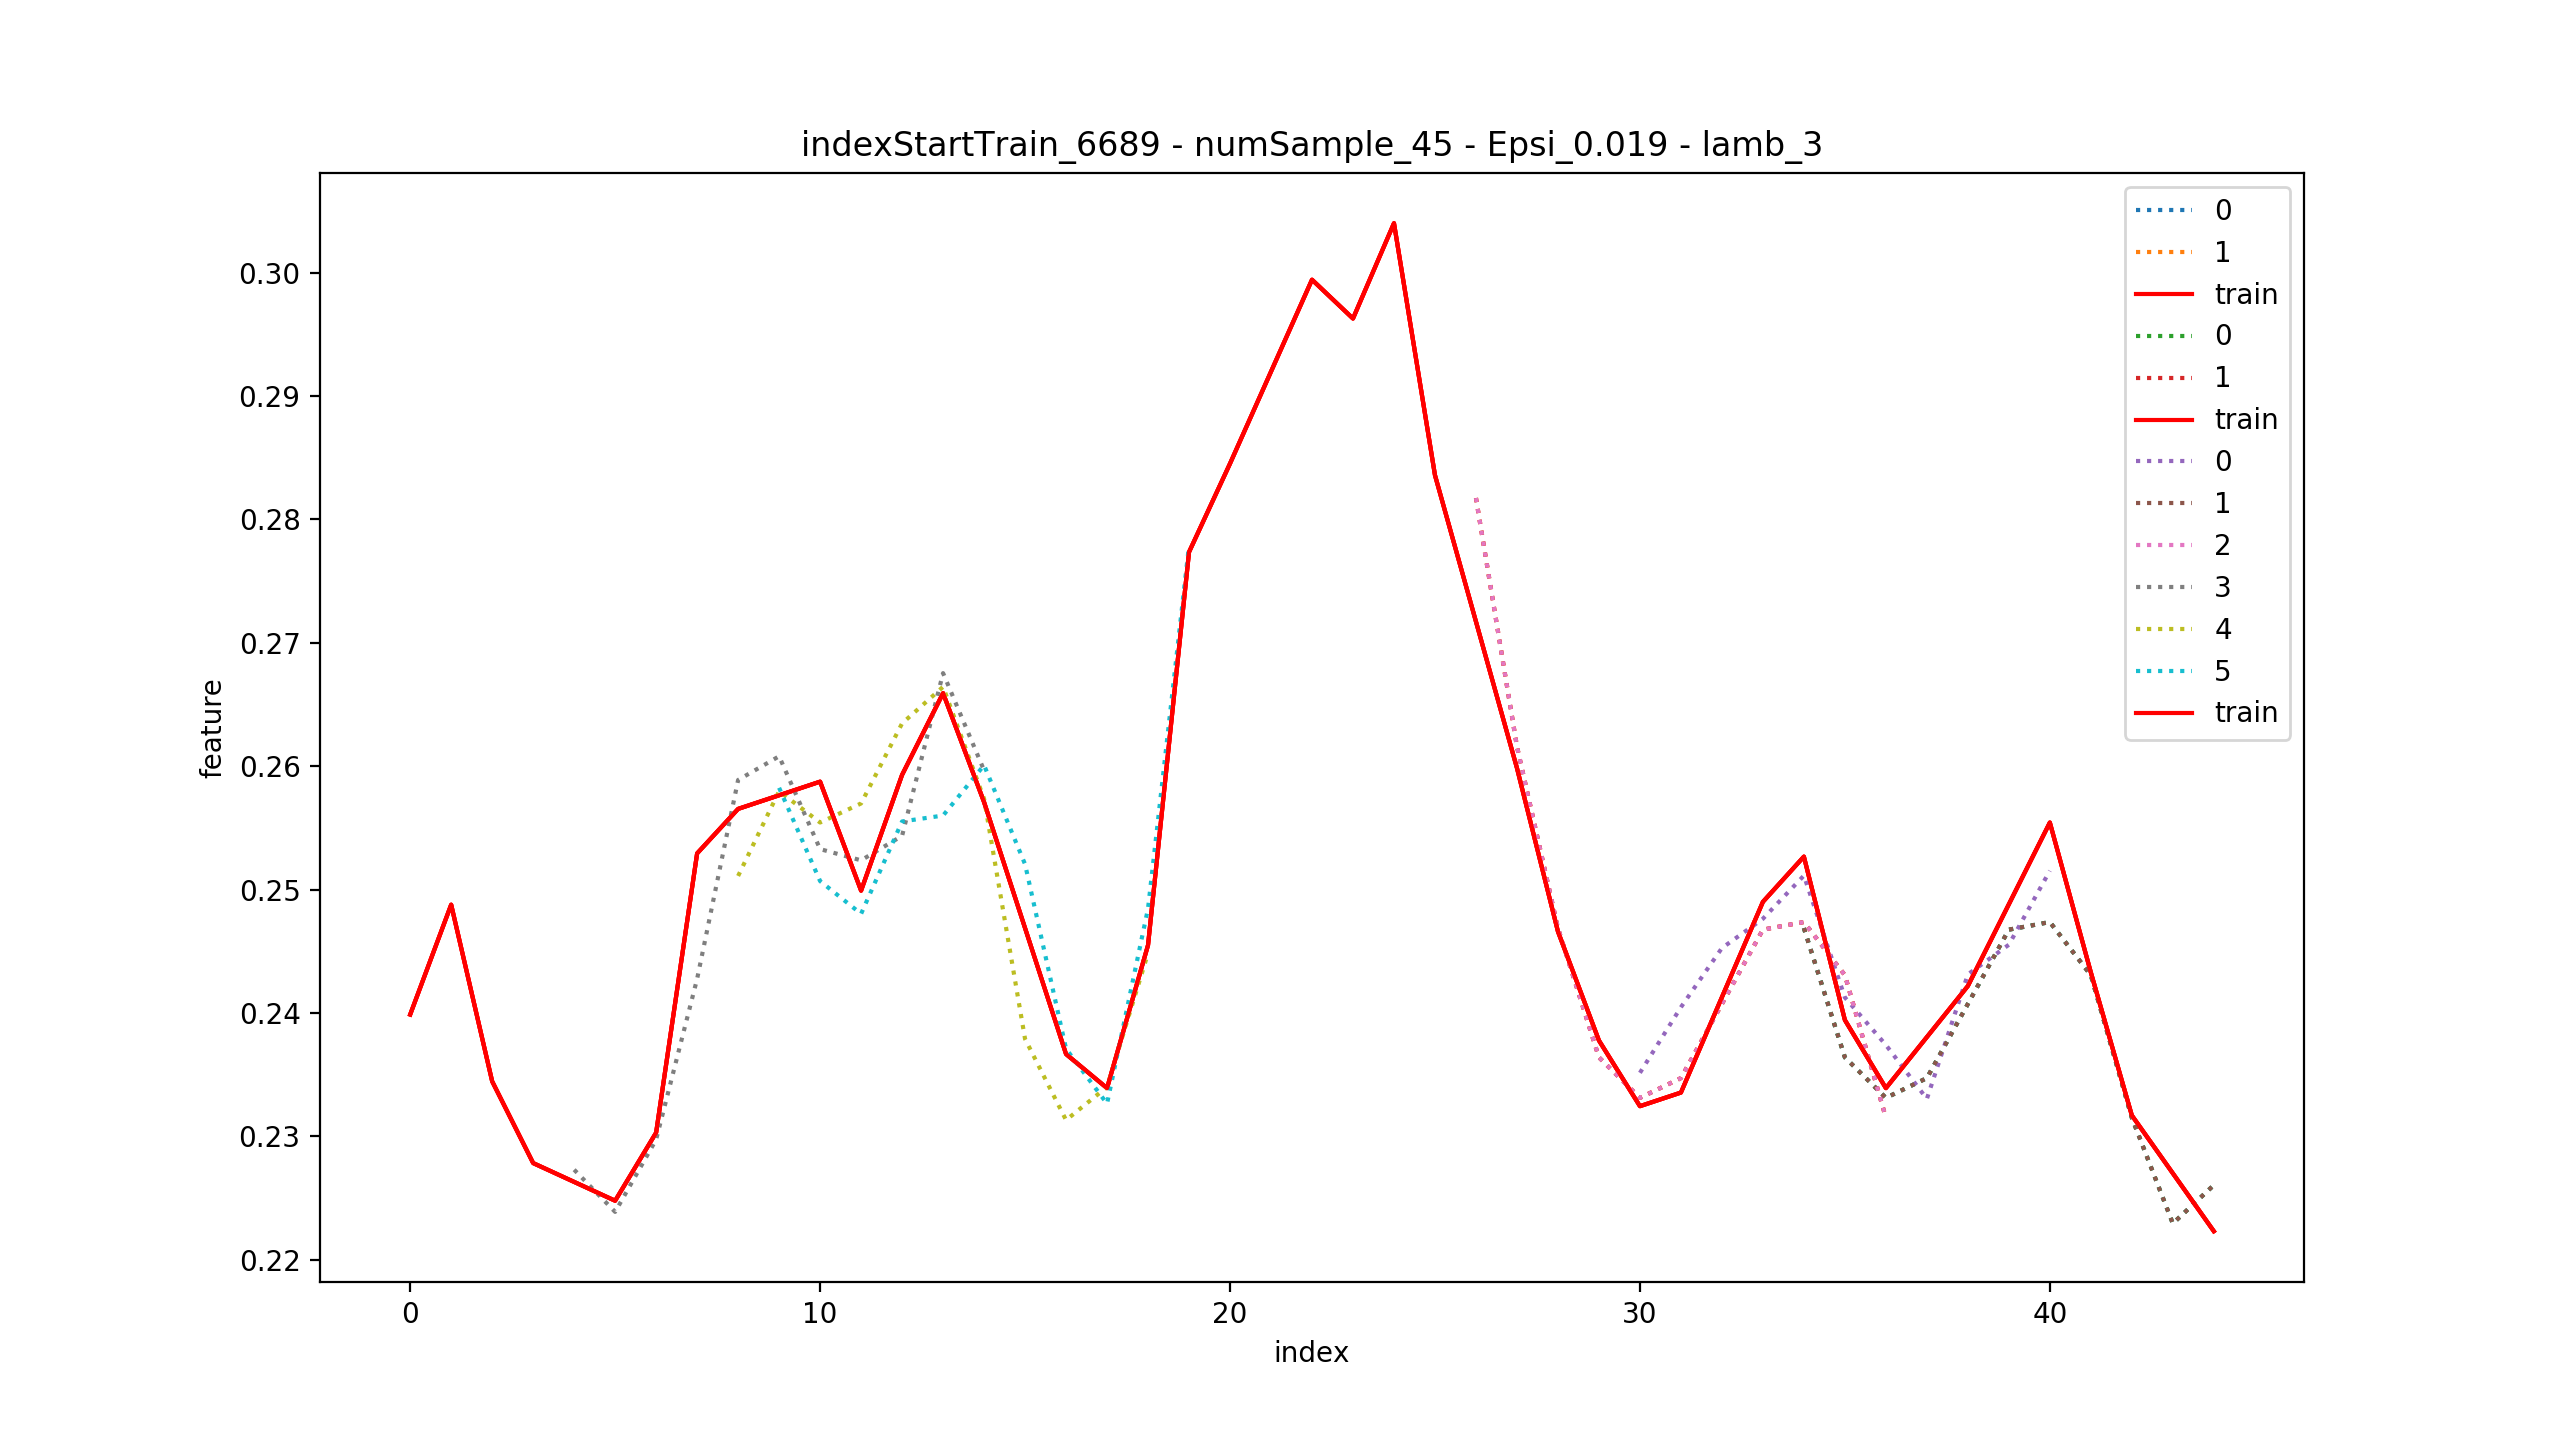 indexStartTrain_6689 - numSample_45 - Epsi_0.019 - lamb_3
0
1
train
0
1
train
0
1
2
3
4
5
train
0.30
0.29
0.28
0.27
0.26
0.25
0.24
0.23
0.22
feature
0 10 20 30 40
index